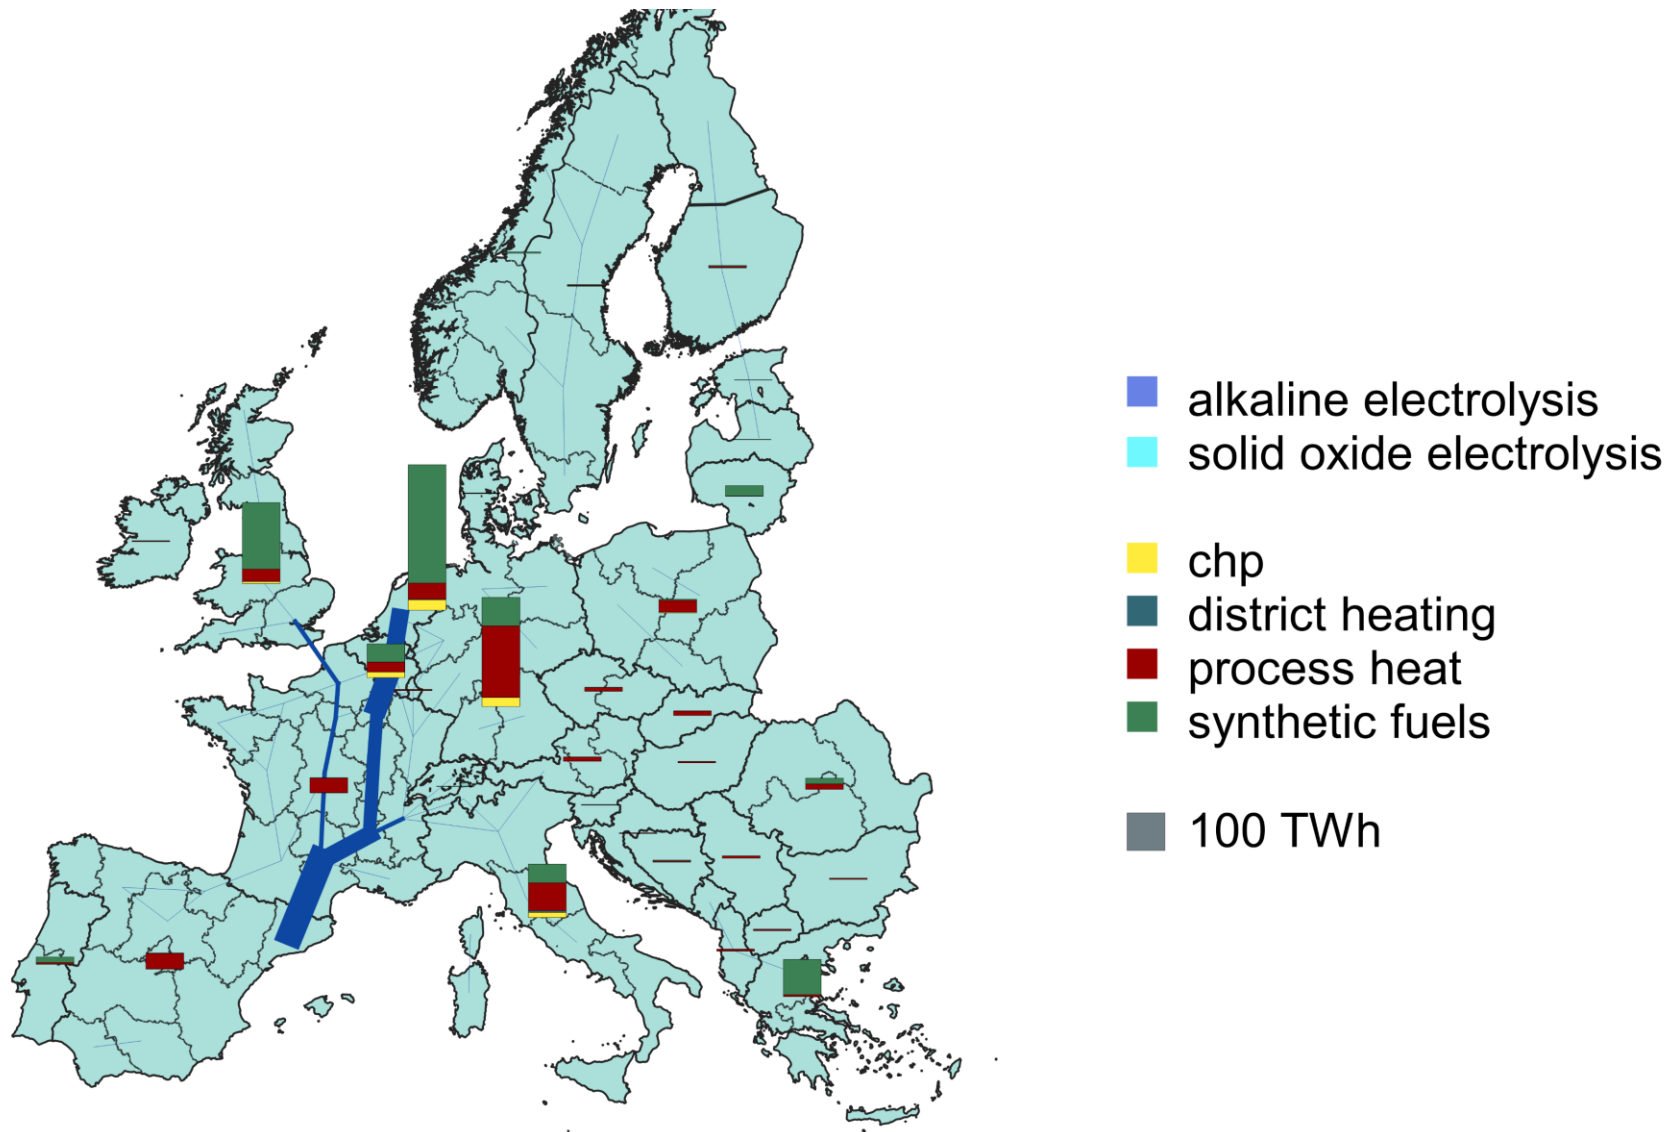 alkaline electrolysis
solid oxide electrolysis
chp
district heating
process heat
synthetic fuels
100 TWh